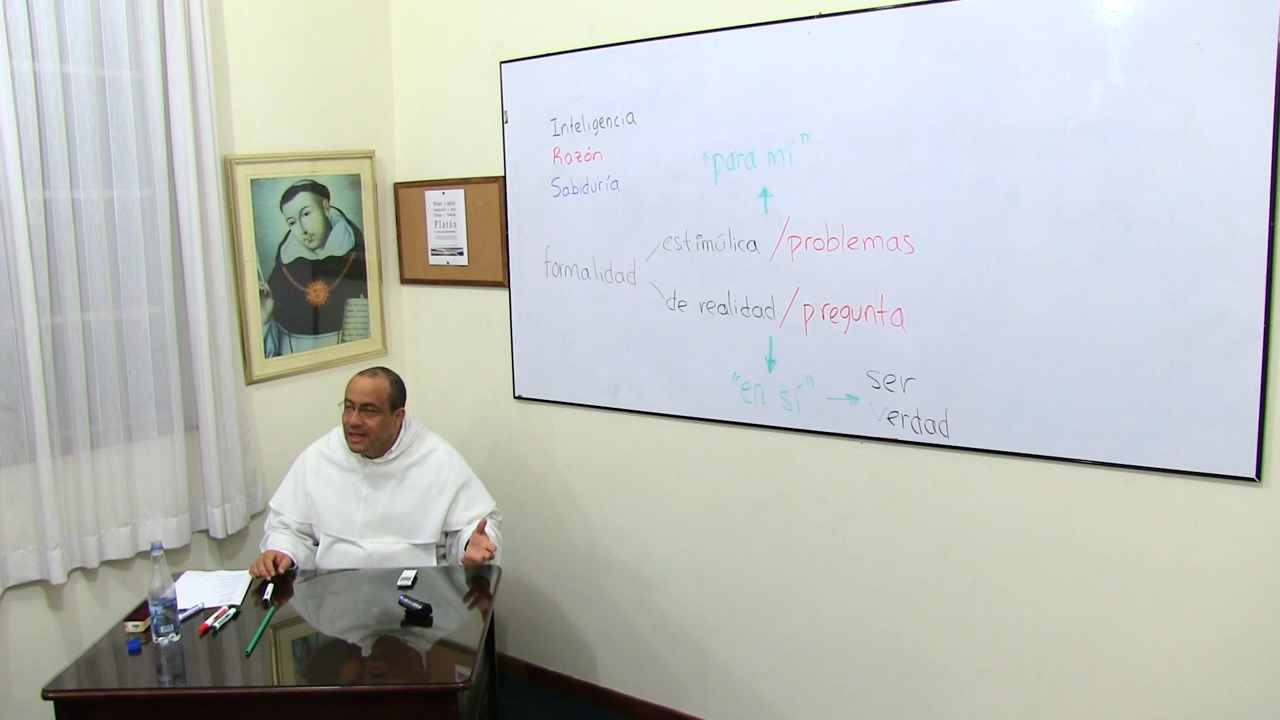 Inteligencia
Razón
Sabiduría
"para mí"
formalidad
estimúlica /problemas
de realidad/pregunta
"en sí" → ser
verdad
Platón